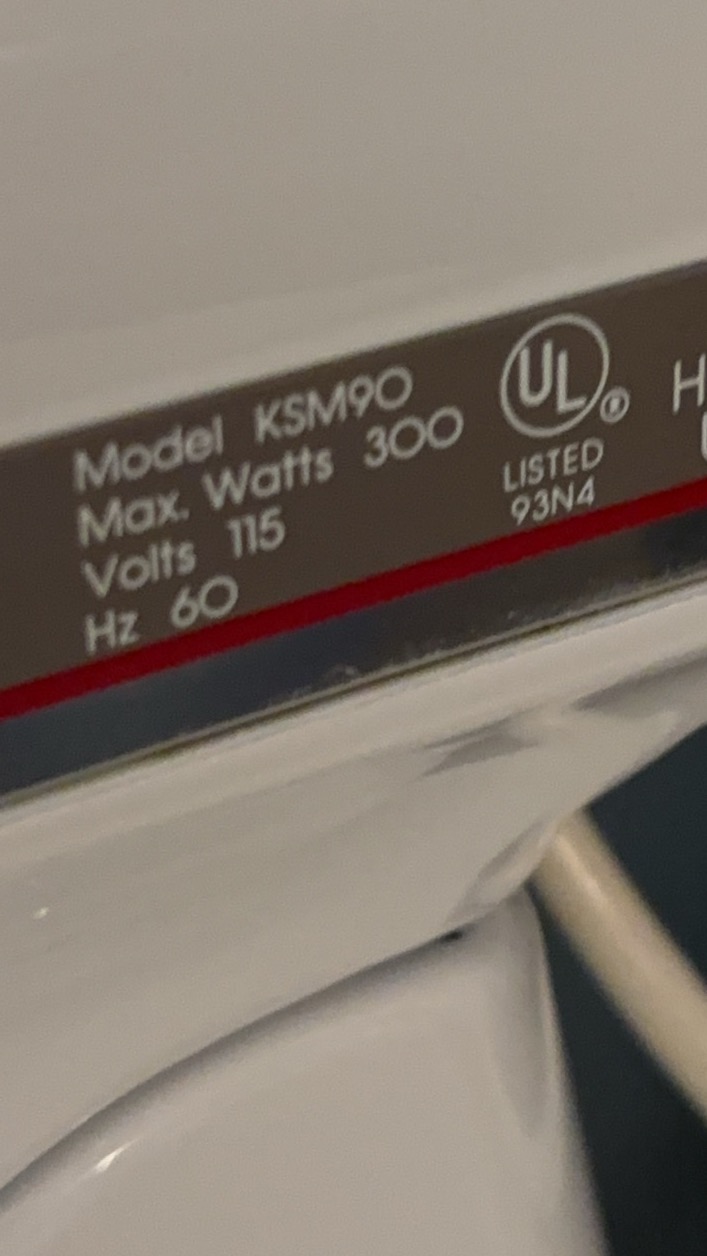 Model KSM90
Max. Watts 300
Volts 115
Hz 60
UL®
LISTED
93N4
H